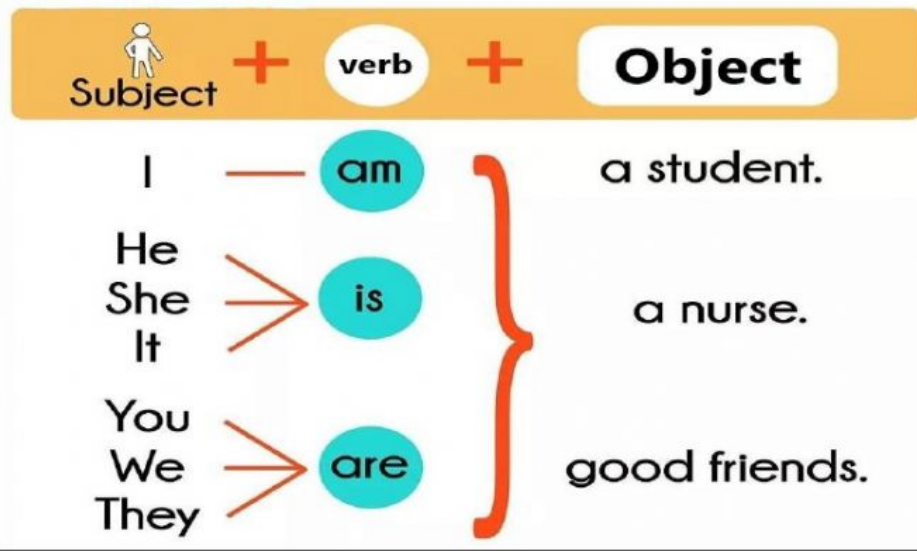 Subject + verb + Object
I am a student.
He
She is a nurse.
It
You
We are good friends.
They